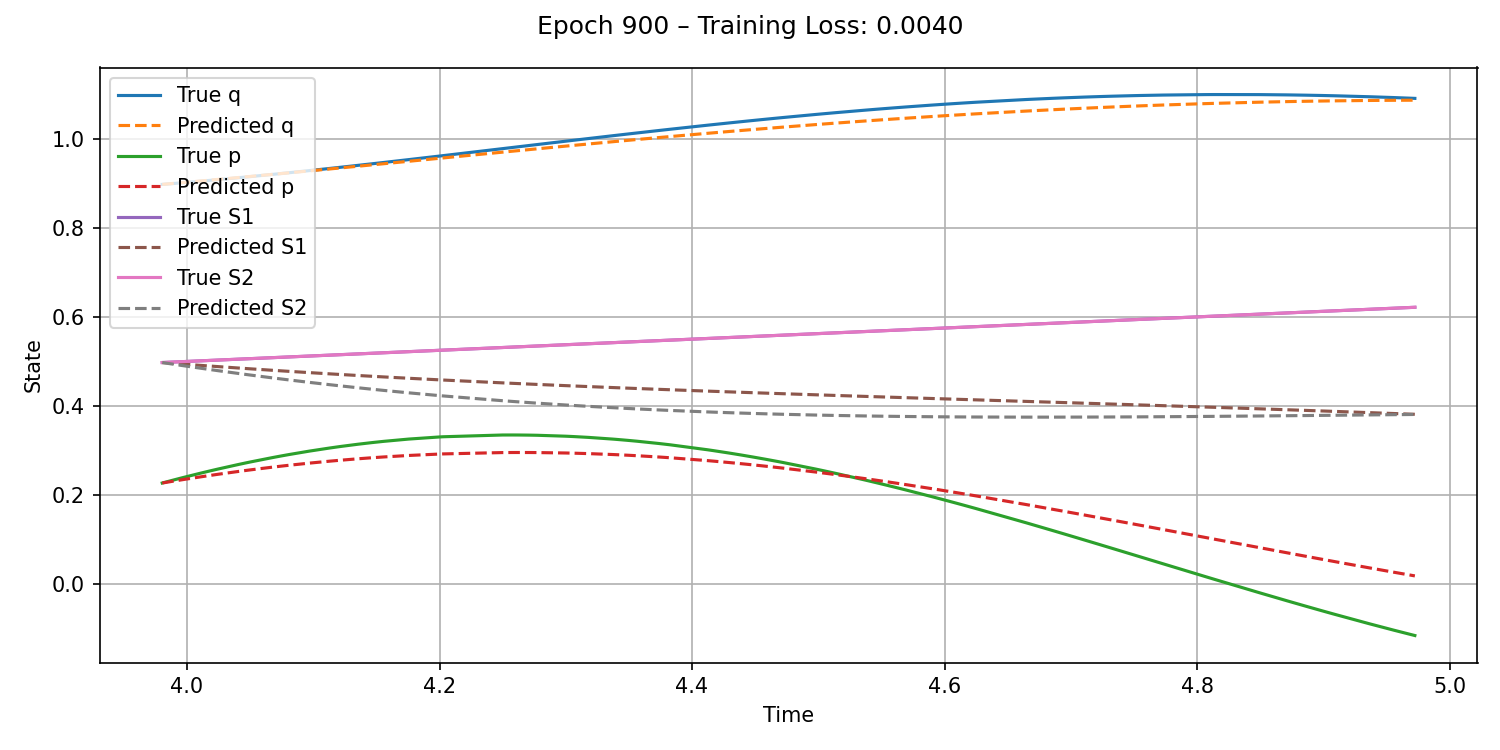 Epoch 900 – Training Loss: 0.0040
True q
Predicted q
True p
Predicted p
True S1
Predicted S1
True S2
Predicted S2
State
1.0
0.8
0.6
0.4
0.2
0.0
4.0 4.2 4.4 4.6 4.8 5.0
Time